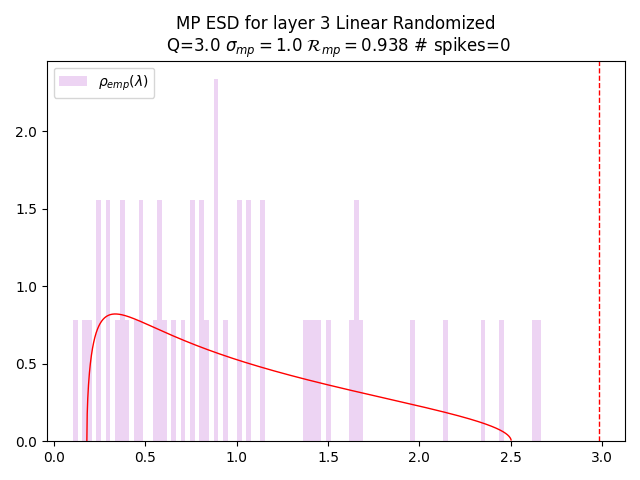 MP ESD for layer 3 Linear Randomized
Q=3.0 σ_mp = 1.0 ℛ_mp = 0.938 # spikes=0
ρ_emp(λ)
2.0
1.5
1.0
0.5
0.0
0.0 0.5 1.0 1.5 2.0 2.5 3.0